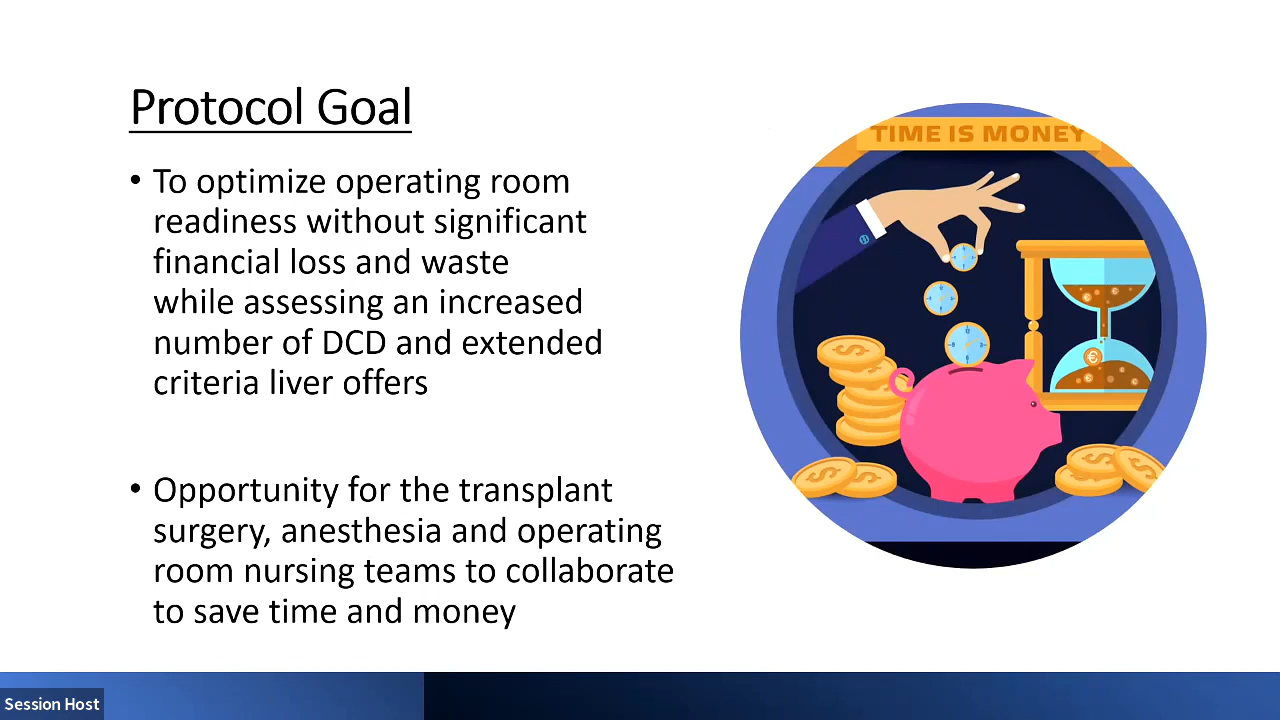 Protocol Goal
• To optimize operating room
readiness without significant
financial loss and waste
while assessing an increased
number of DCD and extended
criteria liver offers
• Opportunity for the transplant
surgery, anesthesia and operating
room nursing teams to collaborate
to save time and money
TIME IS MONEY
Session Host